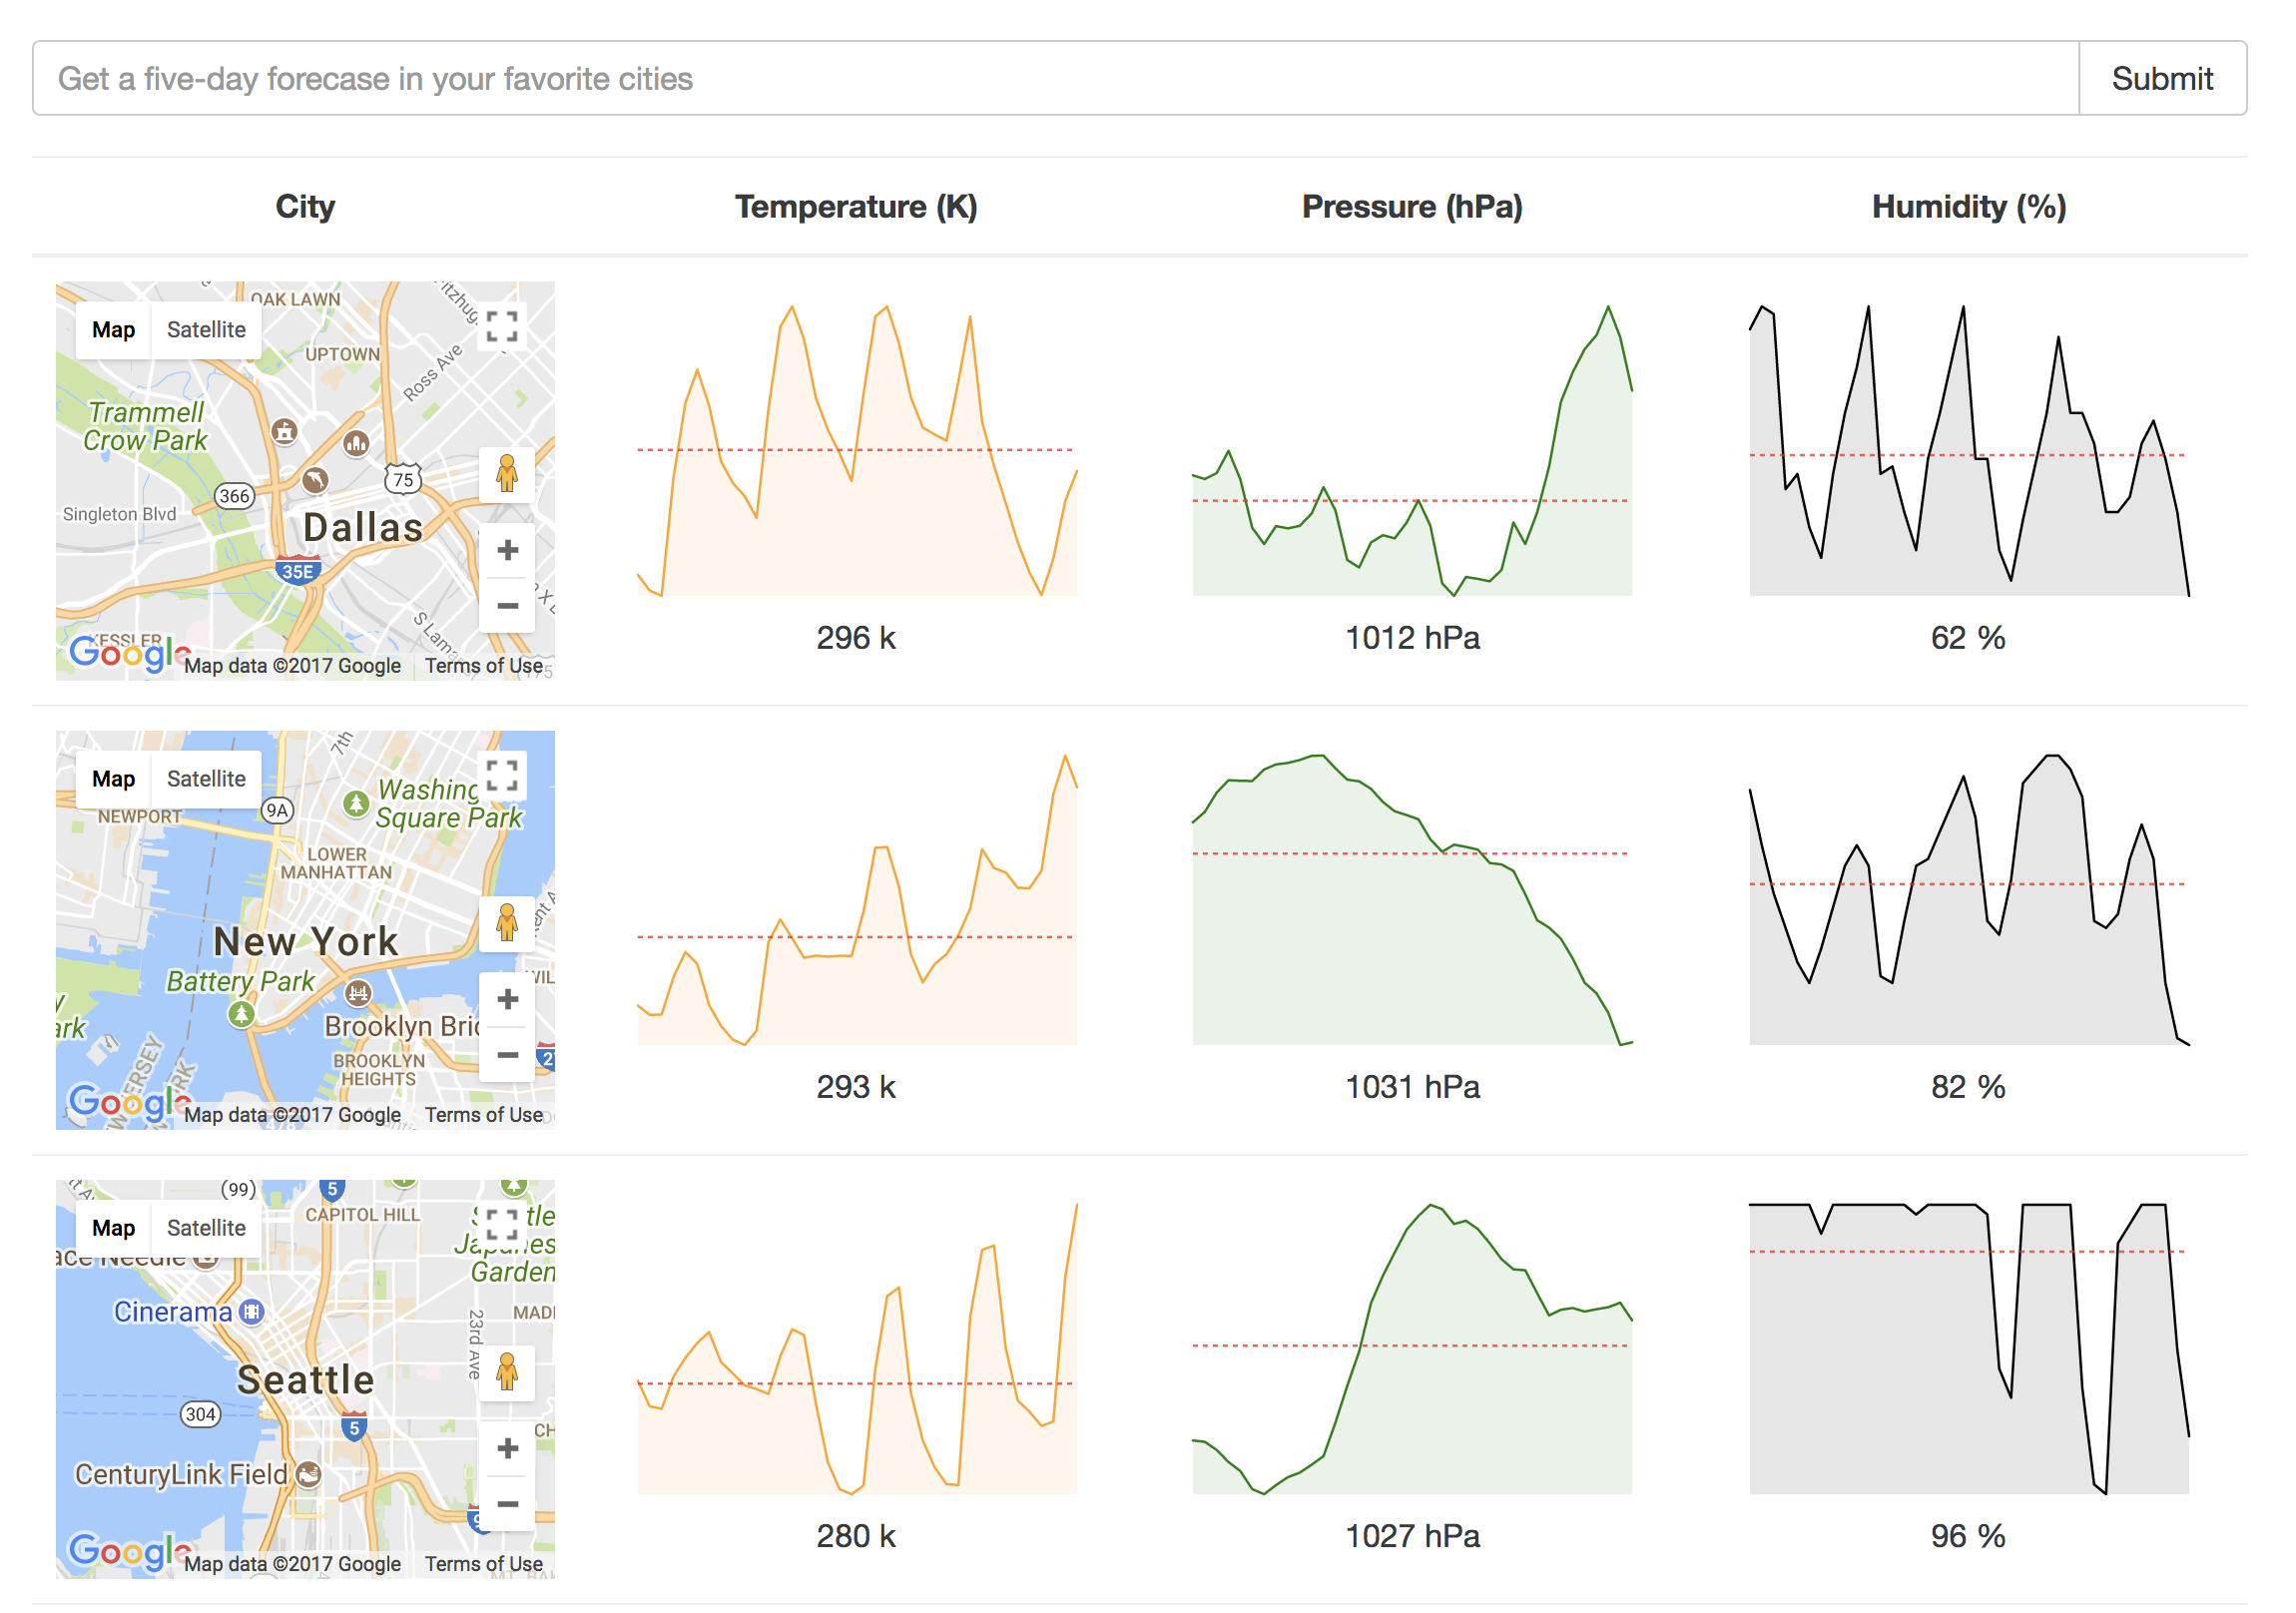 Get a five-day forecase in your favorite cities
Submit
City
Temperature (K)
Pressure (hPa)
Humidity (%)
OAK LAWN
Map
Satellite
UPTOWN
Ross Ave
Trammell
Crow Park
75
366
Singleton Blvd
Dallas
35E
KESSLER
Google
Map data ©2017 Google
Terms of Use
296 k
1012 hPa
62 %
7th
Map
Satellite
Washing
Square Park
NEWPORT
9A
LOWER
MANHATTAN
New York
Battery Park
Brooklyn Bri
BROOKLYN
HEIGHTS
Google
Map data ©2017 Google
Terms of Use
293 k
1031 hPa
82 %
(99)
5
CAPITOL HILL
Map
Satellite
Garden
Cinerama
23rd Ave
Seattle
304
5
CenturyLink Field
Google
Map data ©2017 Google
Terms of Use
280 k
1027 hPa
96 %